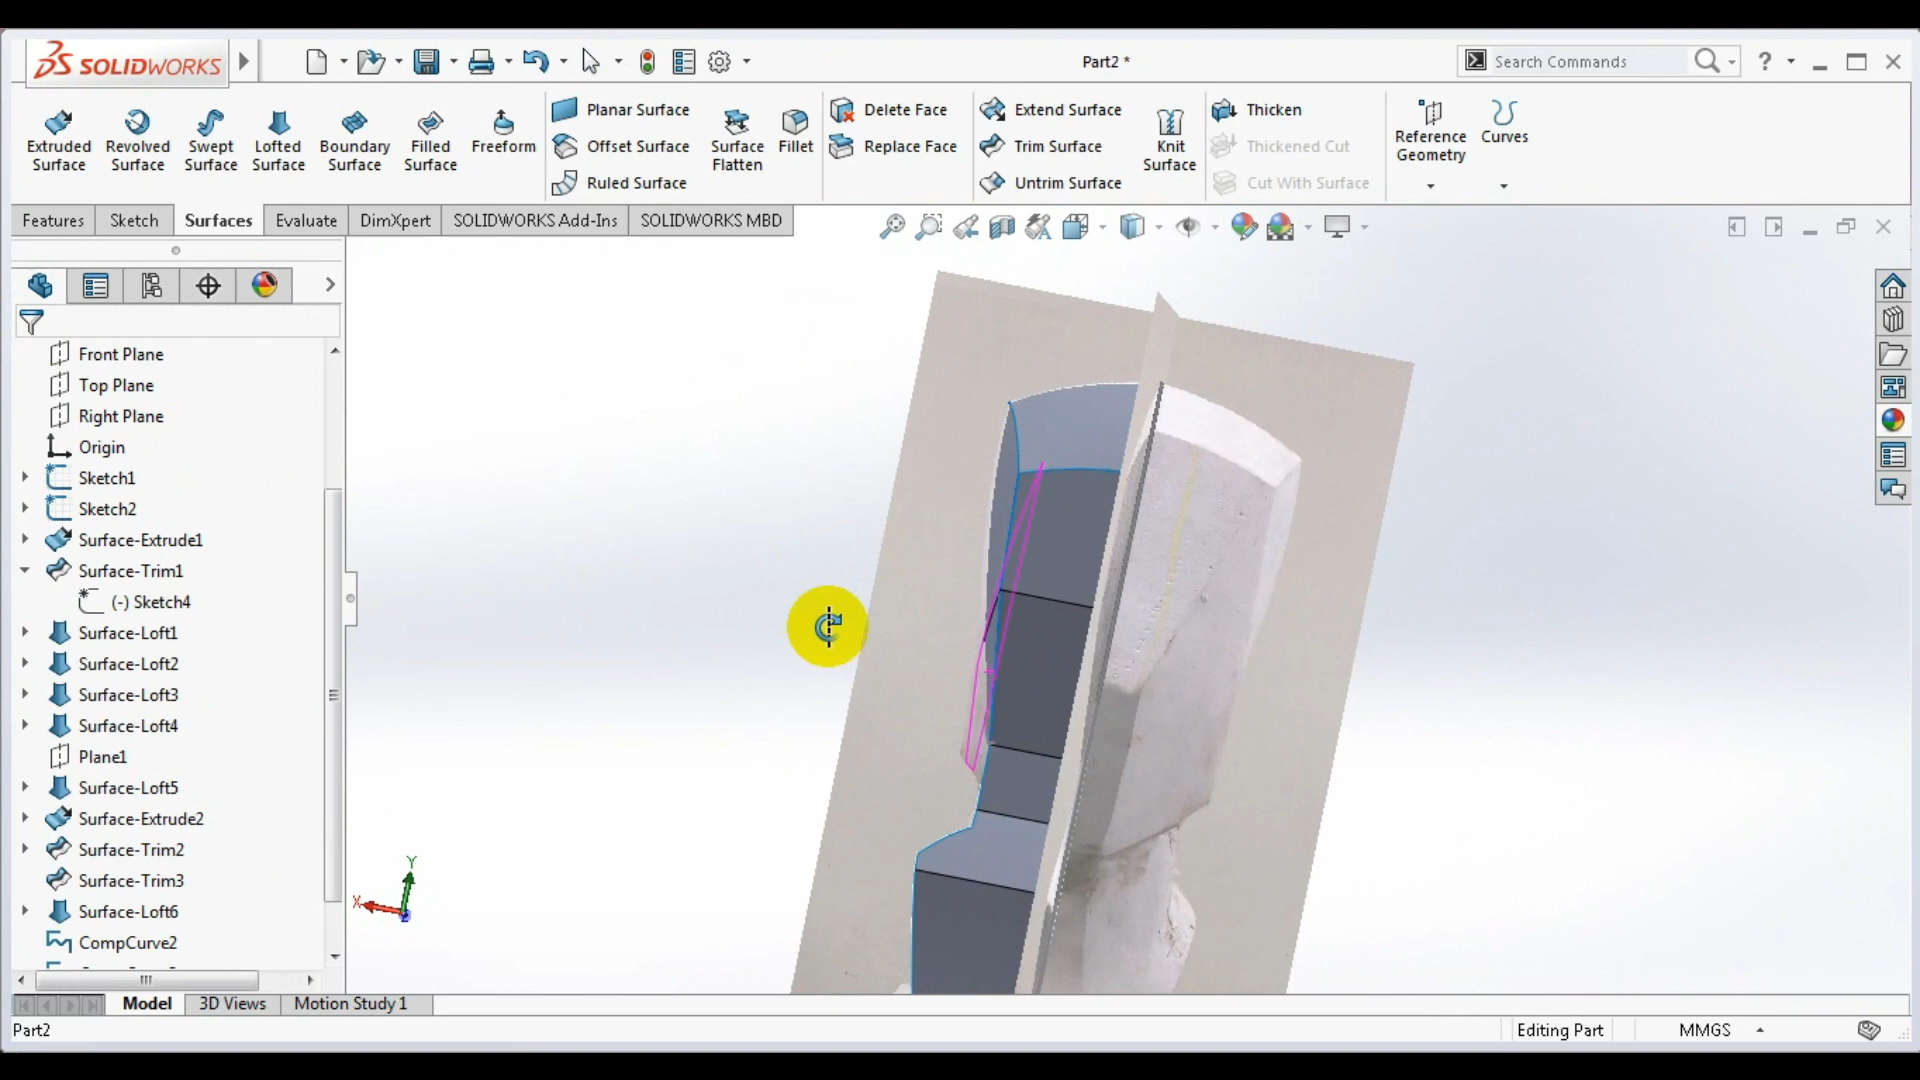 SOLIDWORKS
Part2 *
Search Commands
Extruded Surface
Revolved Surface
Swept Surface
Lofted Surface
Boundary Surface
Filled Surface
Freeform
Planar Surface
Offset Surface
Ruled Surface
Surface Flatten
Fillet
Delete Face
Replace Face
Extend Surface
Trim Surface
Untrim Surface
Knit Surface
Thicken
Thickened Cut
Cut With Surface
Reference Geometry
Curves
Features
Sketch
Surfaces
Evaluate
DimXpert
SOLIDWORKS Add-Ins
SOLIDWORKS MBD
Front Plane
Top Plane
Right Plane
Origin
Sketch1
Sketch2
Surface-Extrude1
Surface-Trim1
(-) Sketch4
Surface-Loft1
Surface-Loft2
Surface-Loft3
Surface-Loft4
Plane1
Surface-Loft5
Surface-Extrude2
Surface-Trim2
Surface-Trim3
Surface-Loft6
CompCurve2
Y
X
Z
Model
3D Views
Motion Study 1
Part2
Editing Part
MMGS